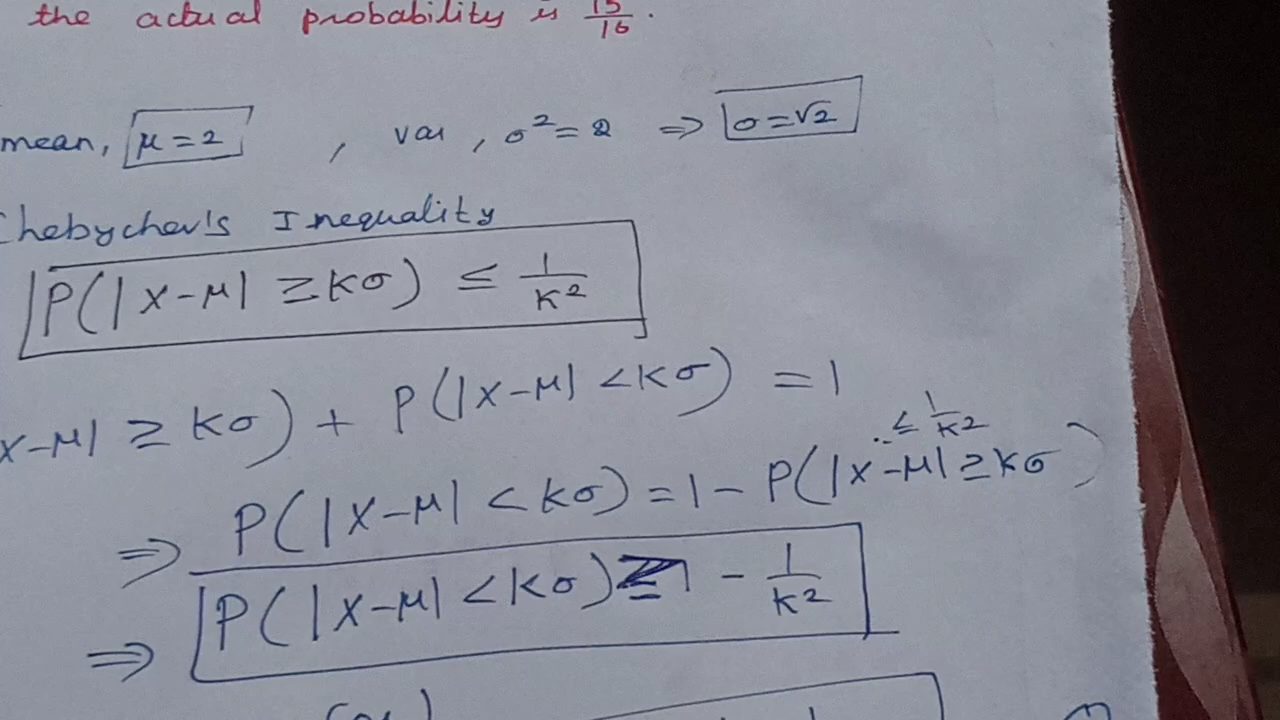 the actual probability is 15/16.
mean, μ = 2 , var , σ² = 2 ⇒ σ = √2
Chebychev's Inequality
P(|X-μ| ≥ kσ) ≤ 1/k²
X-μ| ≥ kσ) + P(|X-μ| < kσ) = 1
≤ 1/k²
⇒ P(|X-μ| < kσ) = 1 - P(|X-μ| ≥ kσ)
⇒ P(|X-μ| < kσ) ≥ 1 - 1/k²